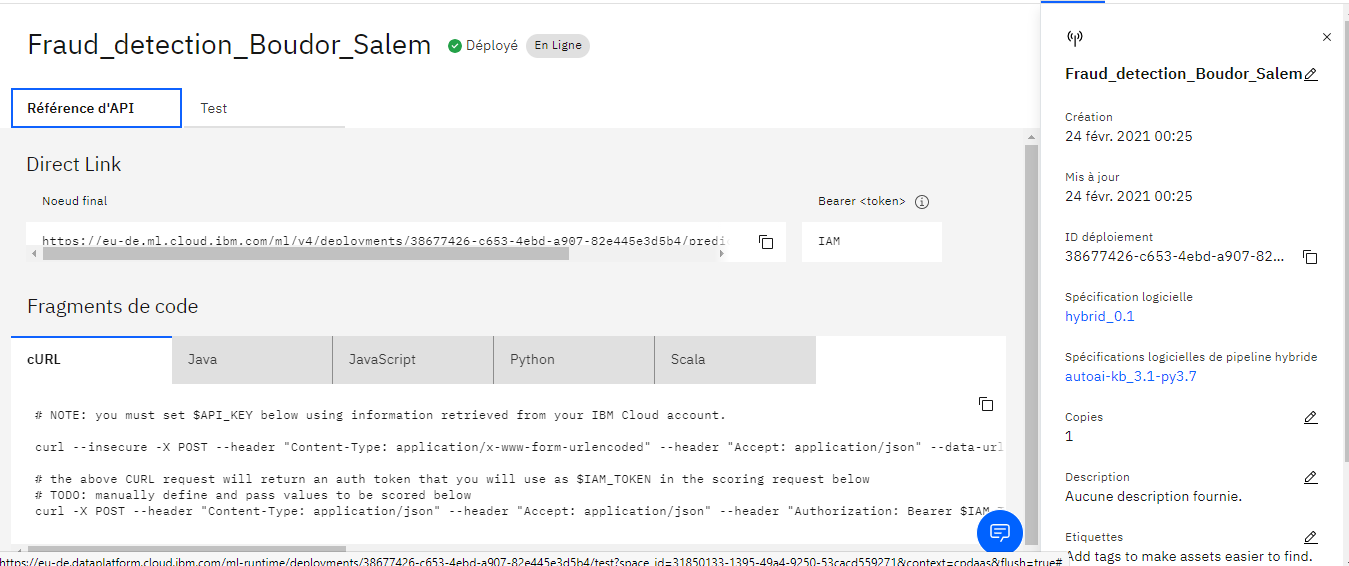 Fraud_detection_Boudor_Salem Déployé En Ligne
Référence d'API Test
Direct Link
Noeud final Bearer <token>
https://eu-de.ml.cloud.ibm.com/ml/v4/deployments/38677426-c653-4ebd-a907-82e445e3d5b4/predi
IAM
Fragments de code
cURL Java JavaScript Python Scala
# NOTE: you must set $API_KEY below using information retrieved from your IBM Cloud account.
curl --insecure -X POST --header "Content-Type: application/x-www-form-urlencoded" --header "Accept: application/json" --data-url
# the above CURL request will return an auth token that you will use as $IAM_TOKEN in the scoring request below
# TODO: manually define and pass values to be scored below
curl -X POST --header "Content-Type: application/json" --header "Accept: application/json" --header "Authorization: Bearer $IAM_T
https://eu-de.dataplatform.cloud.ibm.com/ml-runtime/deployments/38677426-c653-4ebd-a907-82e445e3d5b4/test?space_id=31850133-1395-49a4-9250-53cacd559271&context=cpdaas&flush=true#
Fraud_detection_Boudor_Salem
Création
24 févr. 2021 00:25
Mis à jour
24 févr. 2021 00:25
ID déploiement
38677426-c653-4ebd-a907-82...
Spécification logicielle
hybrid_0.1
Spécifications logicielles de pipeline hybride
autoai-kb_3.1-py3.7
Copies
1
Description
Aucune description fournie.
Etiquettes
Add tags to make assets easier to find.